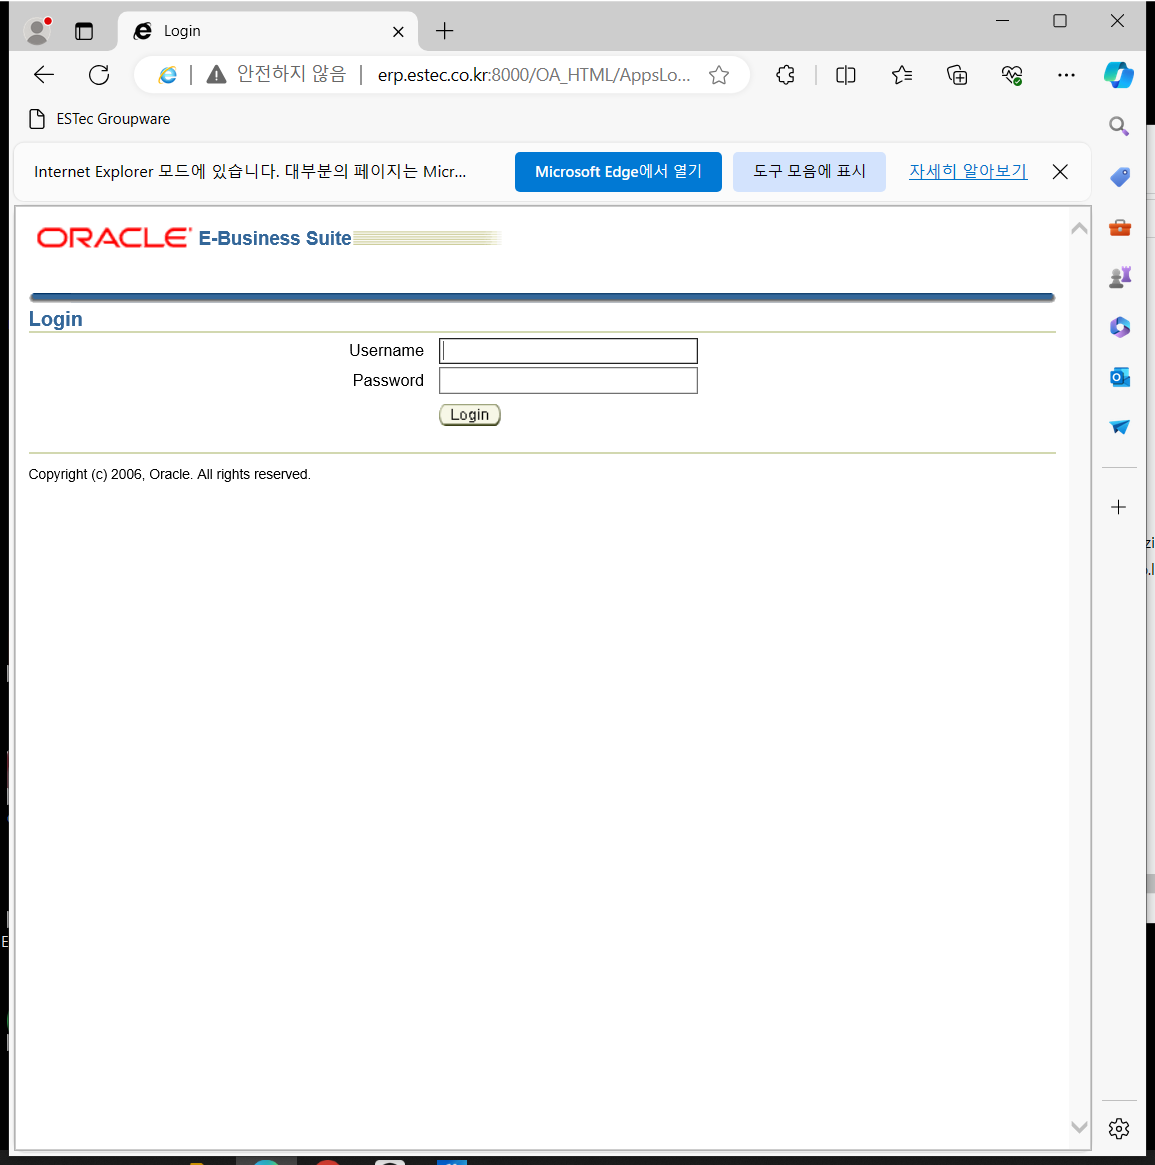 Login
안전하지 않음
erp.estec.co.kr:8000/OA_HTML/AppsLo...
ESTec Groupware
Internet Explorer 모드에 있습니다. 대부분의 페이지는 Micr...
Microsoft Edge에서 열기
도구 모음에 표시
자세히 알아보기
ORACLE E-Business Suite
Login
Username
Password
Login
Copyright (c) 2006, Oracle. All rights reserved.
zi
E